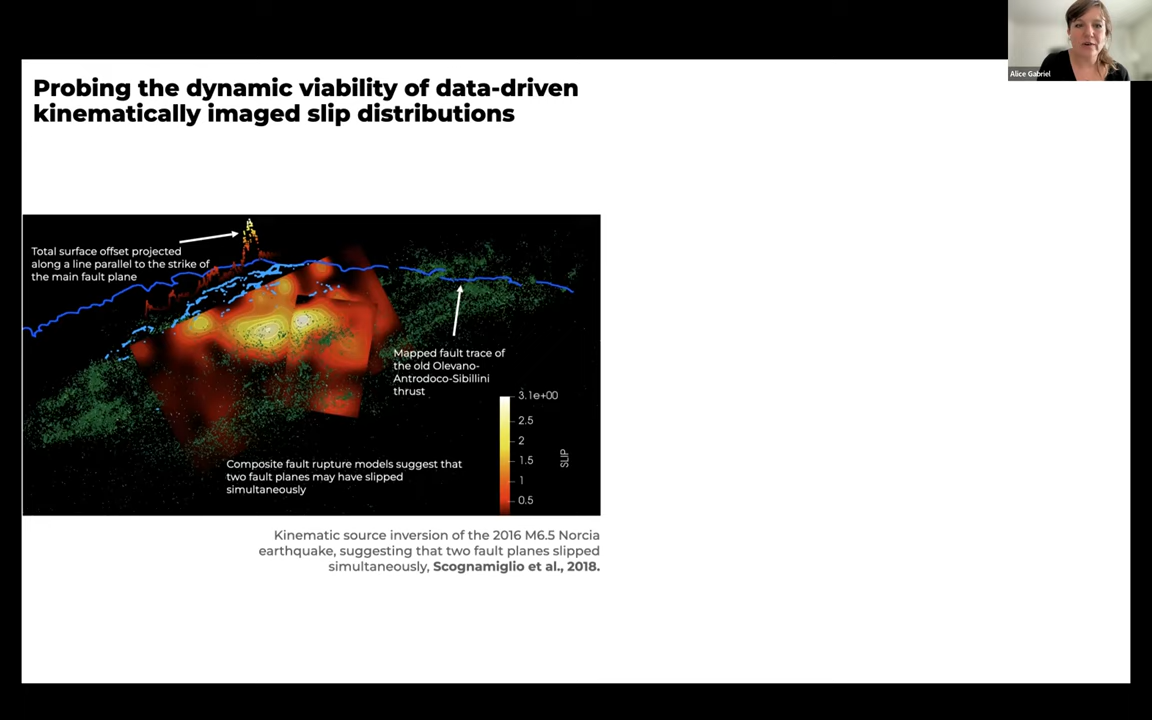 Alice Gabriel
Probing the dynamic viability of data-driven
kinematically imaged slip distributions
Total surface offset projected
along a line parallel to the strike of
the main fault plane
Mapped fault trace of
the old Olevano-
Antrodoco-Sibillini
thrust
3.1e+00
2.5
2
1.5
1
0.5
SLIP
Composite fault rupture models suggest that
two fault planes may have slipped
simultaneously
Kinematic source inversion of the 2016 M6.5 Norcia
earthquake, suggesting that two fault planes slipped
simultaneously, Scognamiglio et al., 2018.